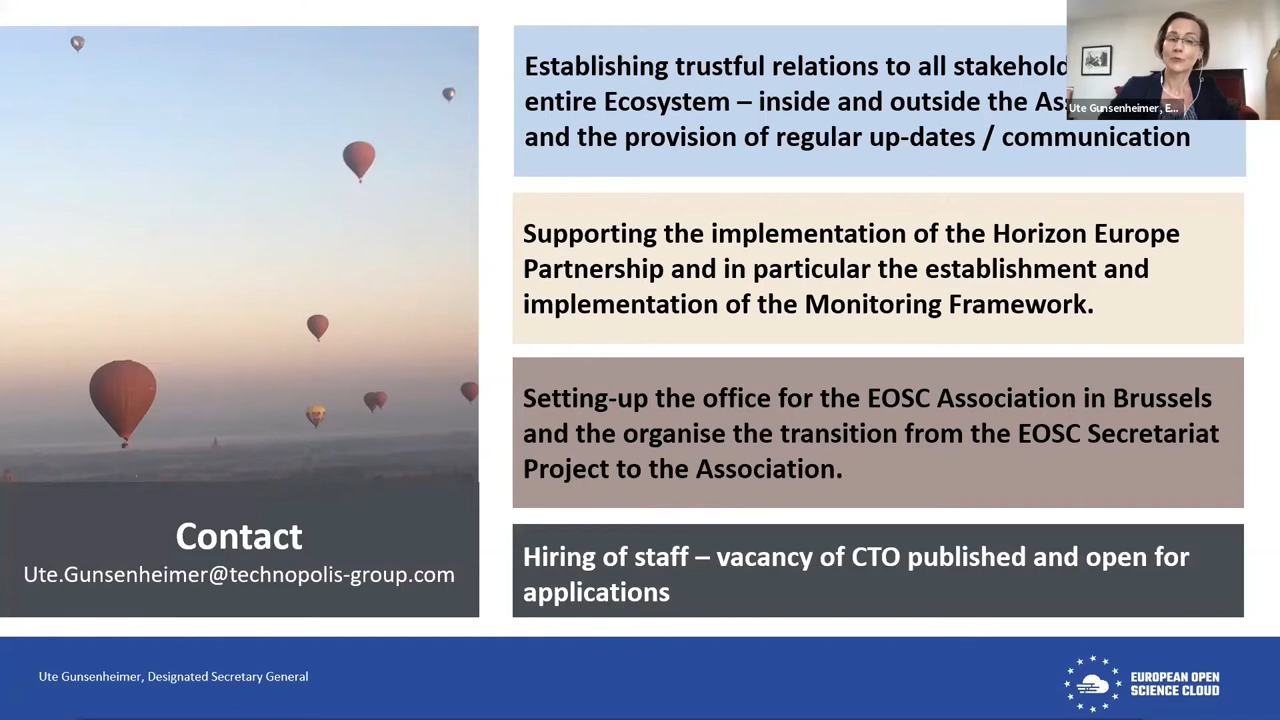 Establishing trustful relations to all
entire Ecosystem – inside and outside the
and the provision of regular up-dates / communication
Ute Gunsenheimer, E...
Supporting the implementation of the Horizon Europe
Partnership and in particular the establishment and
implementation of the Monitoring Framework.
Setting-up the office for the EOSC Association in Brussels
and the organise the transition from the EOSC Secretariat
Project to the Association.
Hiring of staff – vacancy of CTO published and open for
applications
Contact
Ute.Gunsenheimer@technopolis-group.com
Ute Gunsenheimer, Designated Secretary General
EUROPEAN OPEN
SCIENCE CLOUD